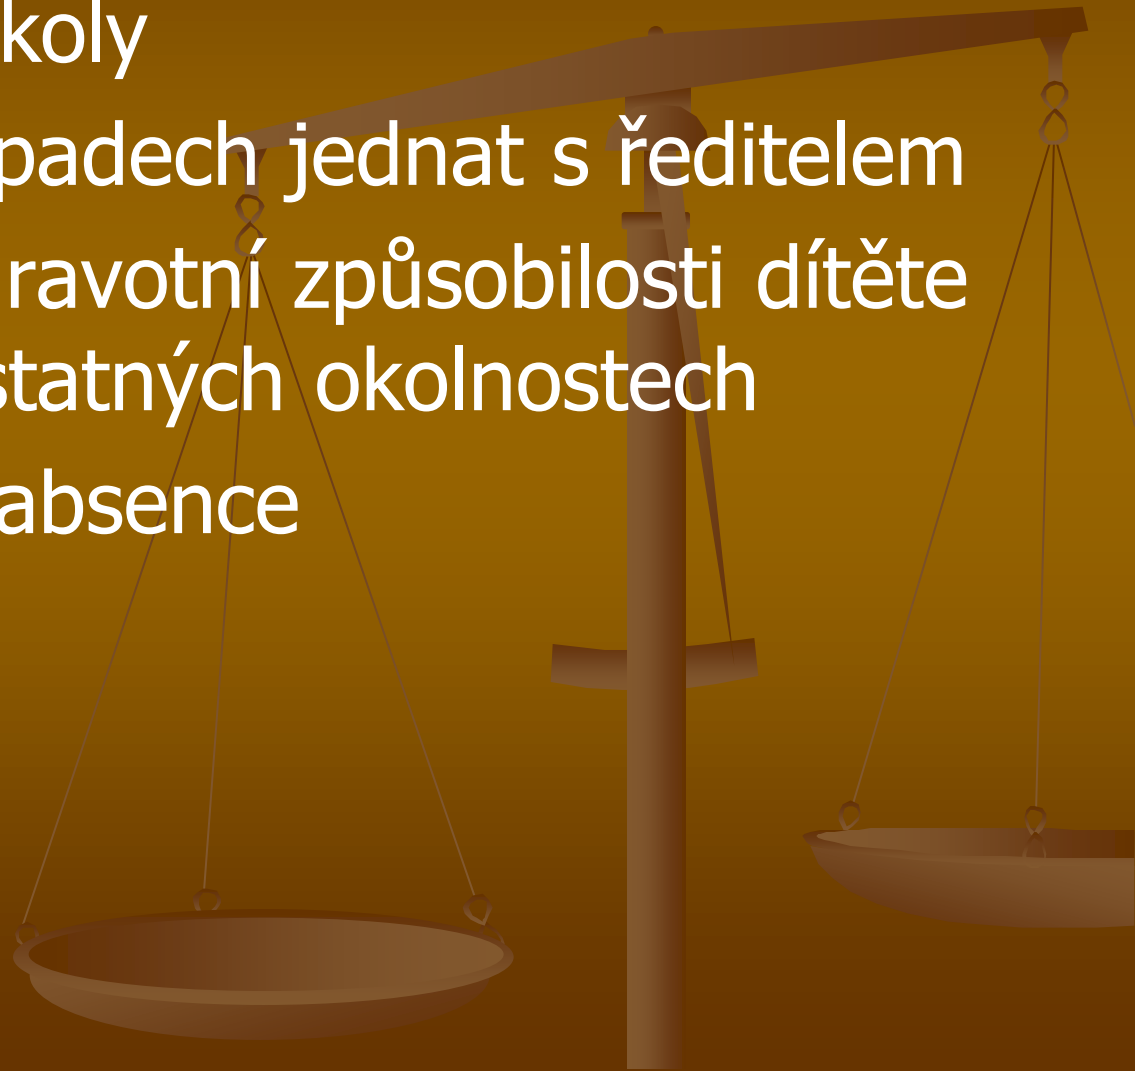 koly
padech jednat s ředitelem
ravotní způsobilosti dítěte
statných okolnostech
absence